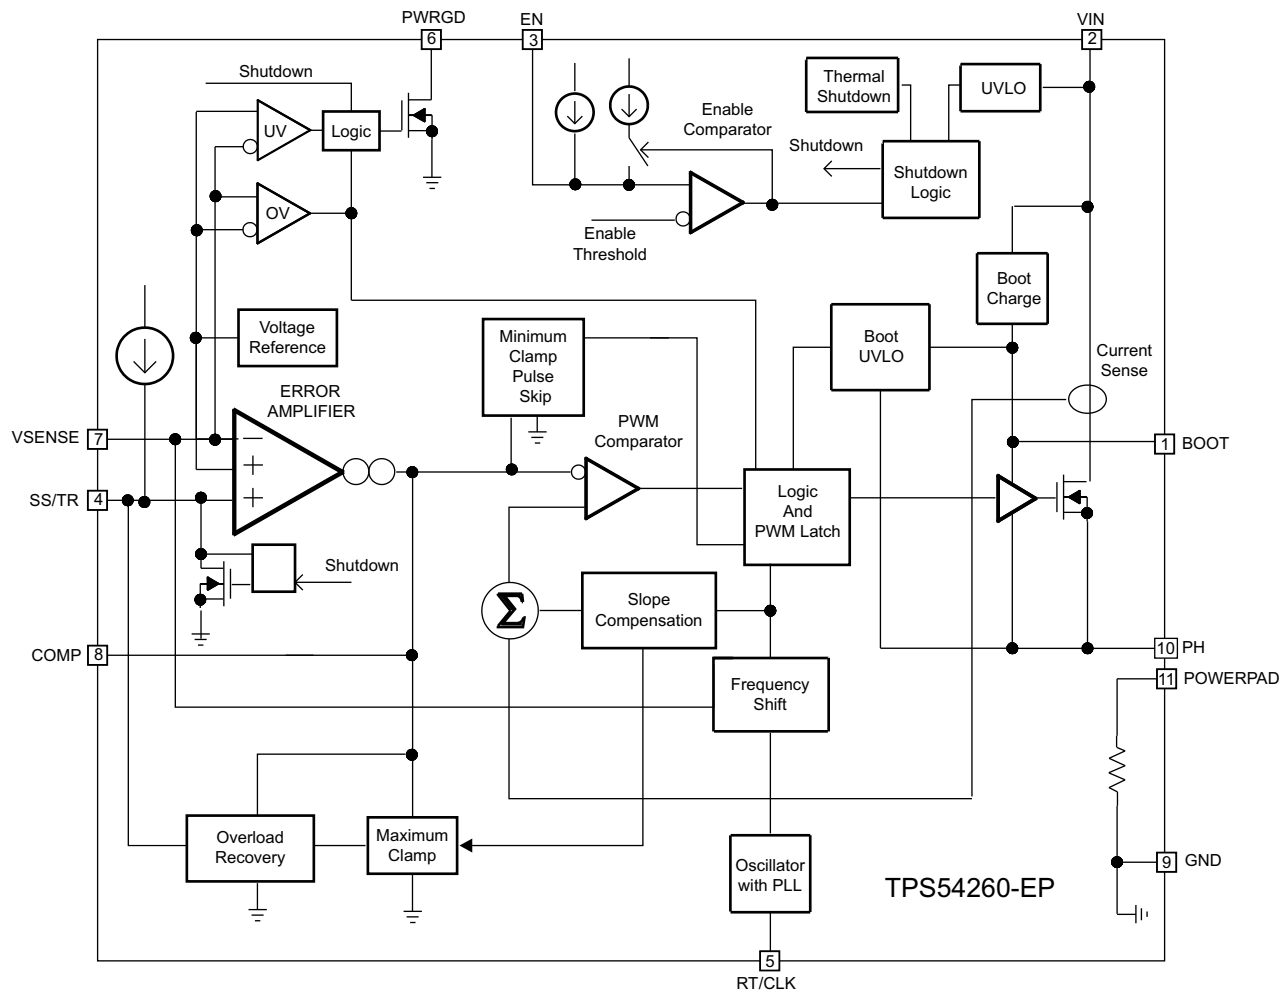 PWRGD
EN
VIN
6
3
2
Shutdown
Thermal
Shutdown
UVLO
Enable
Comparator
UV
Logic
Shutdown
Shutdown
Logic
OV
Enable
Threshold
Boot
Charge
Voltage
Reference
Minimum
Clamp
Pulse
Skip
Boot
UVLO
Current
Sense
ERROR
AMPLIFIER
PWM
Comparator
VSENSE
7
−
+
+
1
BOOT
SS/TR
4
Logic
And
PWM Latch
Shutdown
Σ
Slope
Compensation
COMP
8
10
PH
11
POWERPAD
Frequency
Shift
Overload
Recovery
Maximum
Clamp
Oscillator
with PLL
9
GND
TPS54260-EP
5
RT/CLK